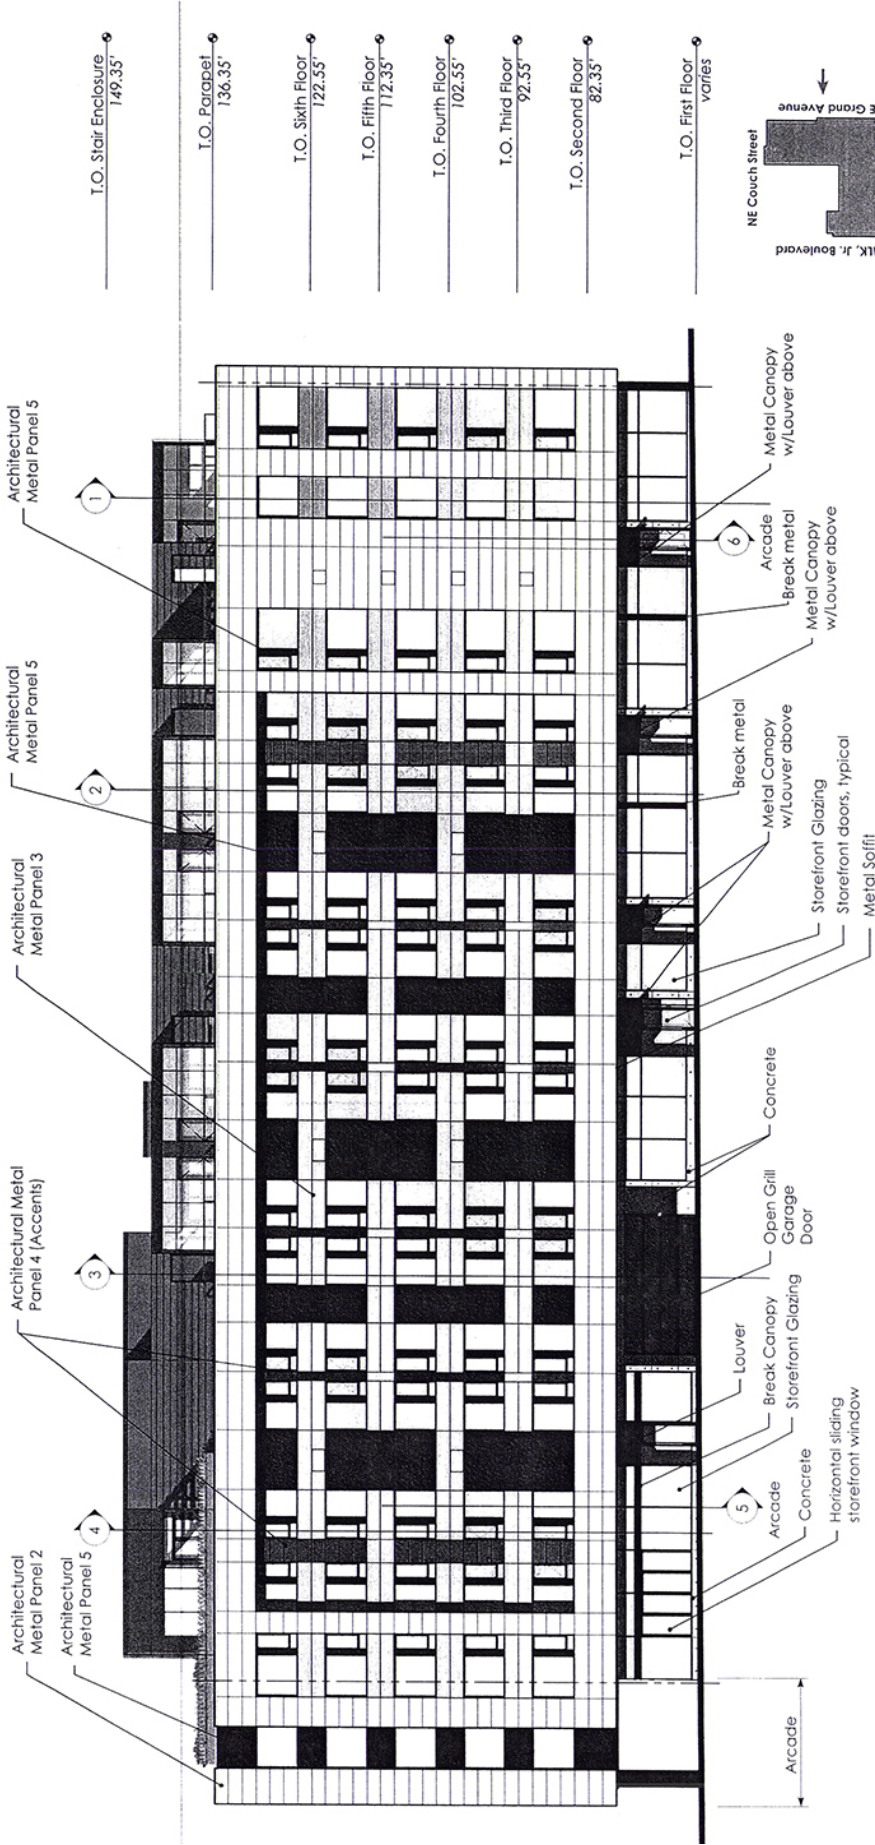 Architectural
Metal Panel 2
Architectural
Metal Panel 5
4
Architectural Metal
Panel 4 (Accents)
3
Architectural
Metal Panel 3
Architectural
Metal Panel 5
2
Architectural
Metal Panel 5
1
T.O. Stair Enclosure
149.35'
T.O. Parapet
136.35'
T.O. Sixth Floor
122.55'
T.O. Fifth Floor
112.35'
T.O. Fourth Floor
102.55'
T.O. Third Floor
92.55'
T.O. Second Floor
82.35'
T.O. First Floor
varies
Arcade
5
Arcade
Concrete
Horizontal sliding
storefront window
Louver
Break Canopy
Storefront Glazing
Open Grill
Garage
Door
Concrete
Break metal
Metal Canopy
w/Louver above
Storefront Glazing
Storefront doors, typical
Metal Soffit
6
Arcade
Break metal
Metal Canopy
w/Louver above
Metal Canopy
w/Louver above
NE Couch Street
E Grand Avenue
Jr. Boulevard